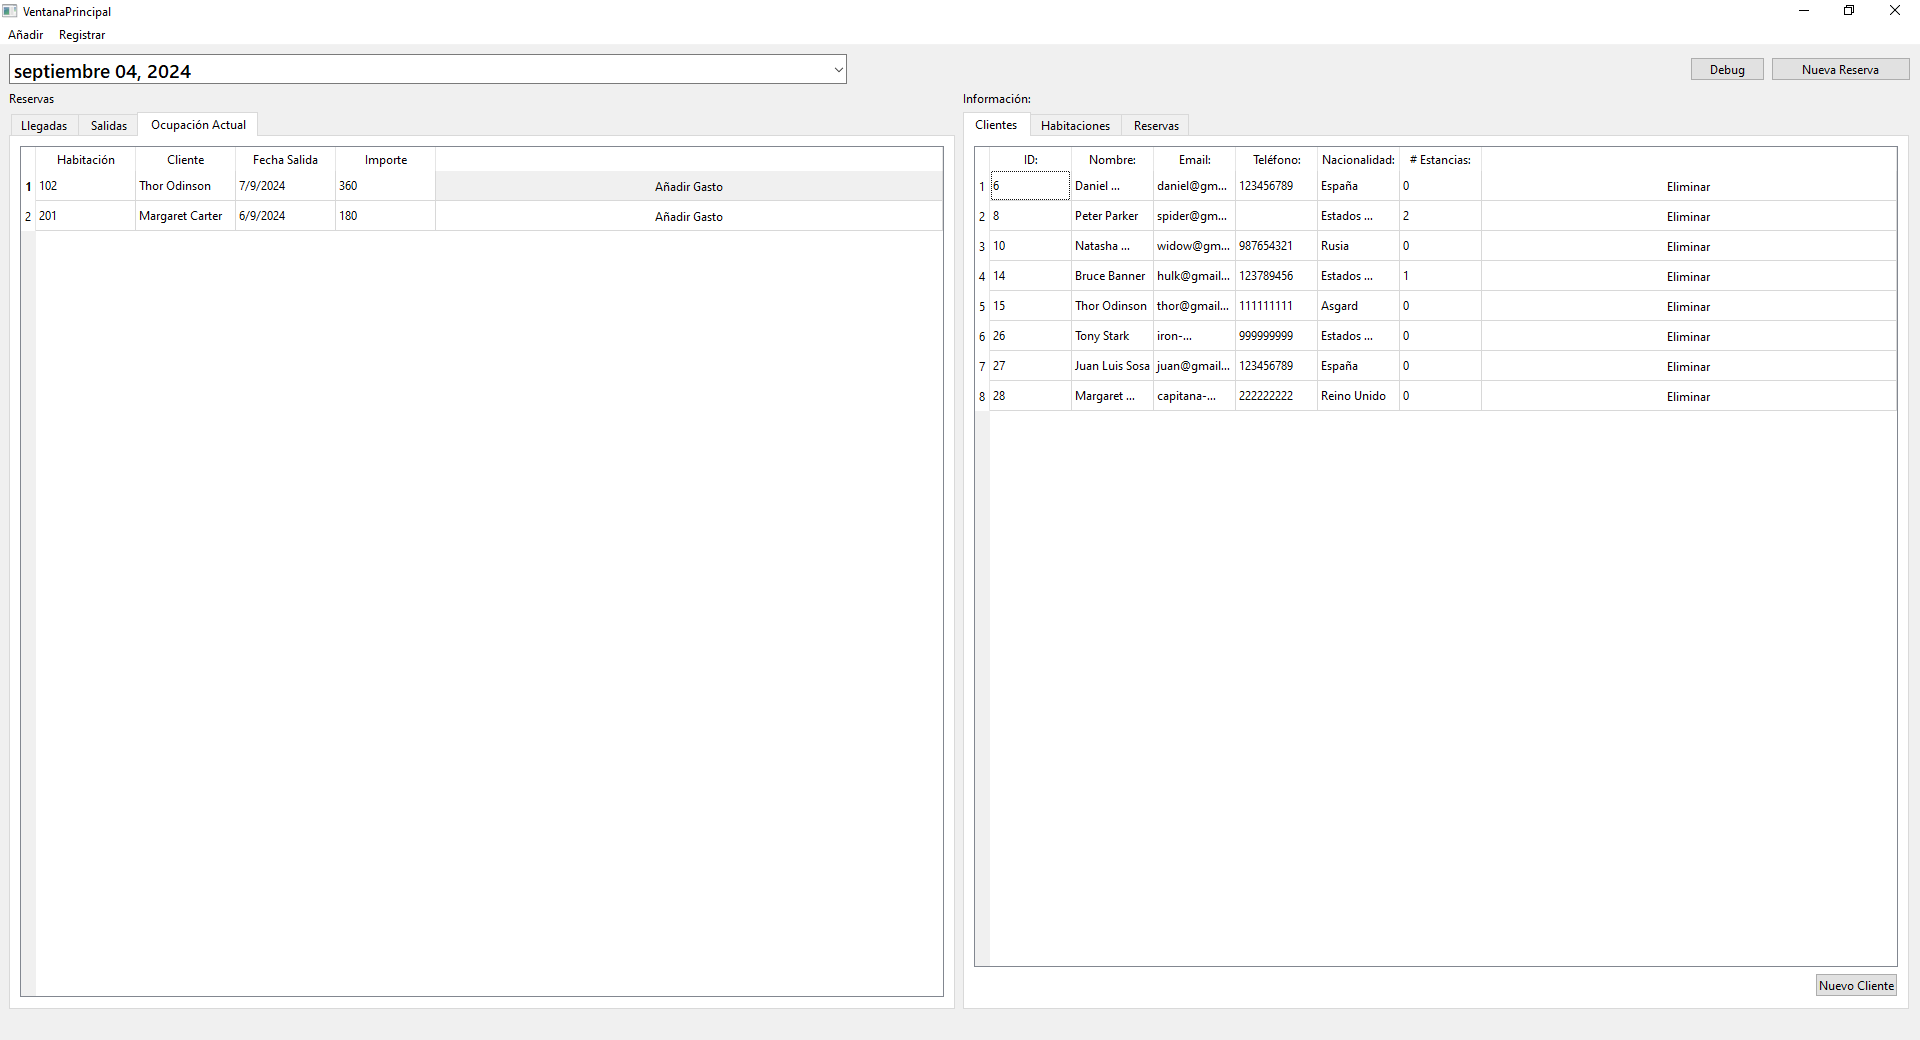 VentanaPrincipal
Añadir Registrar
septiembre 04, 2024
Debug Nueva Reserva
Reservas
Llegadas Salidas Ocupación Actual
Habitación Cliente Fecha Salida Importe
1 102 Thor Odinson 7/9/2024 360 Añadir Gasto
2 201 Margaret Carter 6/9/2024 180 Añadir Gasto
Información:
Clientes Habitaciones Reservas
ID: Nombre: Email: Teléfono: Nacionalidad: # Estancias:
1 6 Daniel ... daniel@gm... 123456789 España 0 Eliminar
2 8 Peter Parker spider@gm... Estados ... 2 Eliminar
3 10 Natasha ... widow@gm... 987654321 Rusia 0 Eliminar
4 14 Bruce Banner hulk@gmail... 123789456 Estados ... 1 Eliminar
5 15 Thor Odinson thor@gmail... 111111111 Asgard 0 Eliminar
6 26 Tony Stark iron-... 999999999 Estados ... 0 Eliminar
7 27 Juan Luis Sosa juan@gmail... 123456789 España 0 Eliminar
8 28 Margaret ... capitana-... 222222222 Reino Unido 0 Eliminar
Nuevo Cliente